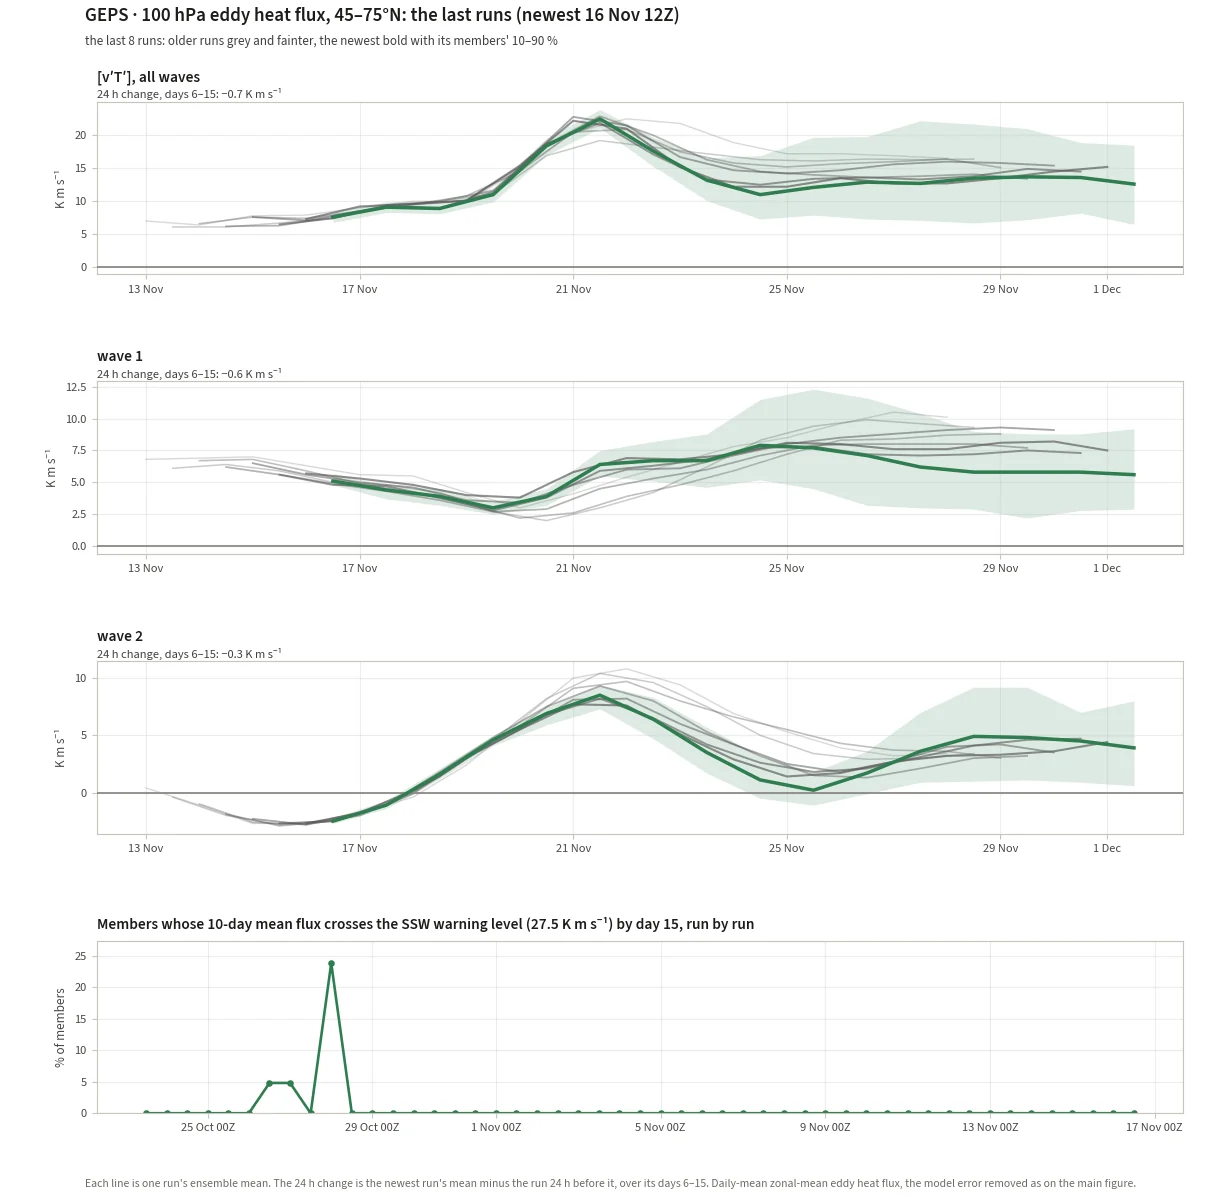 GEPS · 100 hPa eddy heat flux, 45–75°N: the last runs (newest 16 Nov 12Z)
the last 8 runs: older runs grey and fainter, the newest bold with its members' 10–90 %
[v′T′], all waves
24 h change, days 6–15: −0.7 K m s⁻¹
20
15
10
5
0
K m s⁻¹
13 Nov 17 Nov 21 Nov 25 Nov 29 Nov 1 Dec
wave 1
24 h change, days 6–15: −0.6 K m s⁻¹
12.5
10.0
7.5
5.0
2.5
0.0
K m s⁻¹
13 Nov 17 Nov 21 Nov 25 Nov 29 Nov 1 Dec
wave 2
24 h change, days 6–15: −0.3 K m s⁻¹
10
5
0
K m s⁻¹
13 Nov 17 Nov 21 Nov 25 Nov 29 Nov 1 Dec
Members whose 10-day mean flux crosses the SSW warning level (27.5 K m s⁻¹) by day 15, run by run
25
20
15
10
5
0
% of members
25 Oct 00Z 29 Oct 00Z 1 Nov 00Z 5 Nov 00Z 9 Nov 00Z 13 Nov 00Z 17 Nov 00Z
Each line is one run's ensemble mean. The 24 h change is the newest run's mean minus the run 24 h before it, over its days 6–15. Daily-mean zonal-mean eddy heat flux, the model error removed as on the main figure.